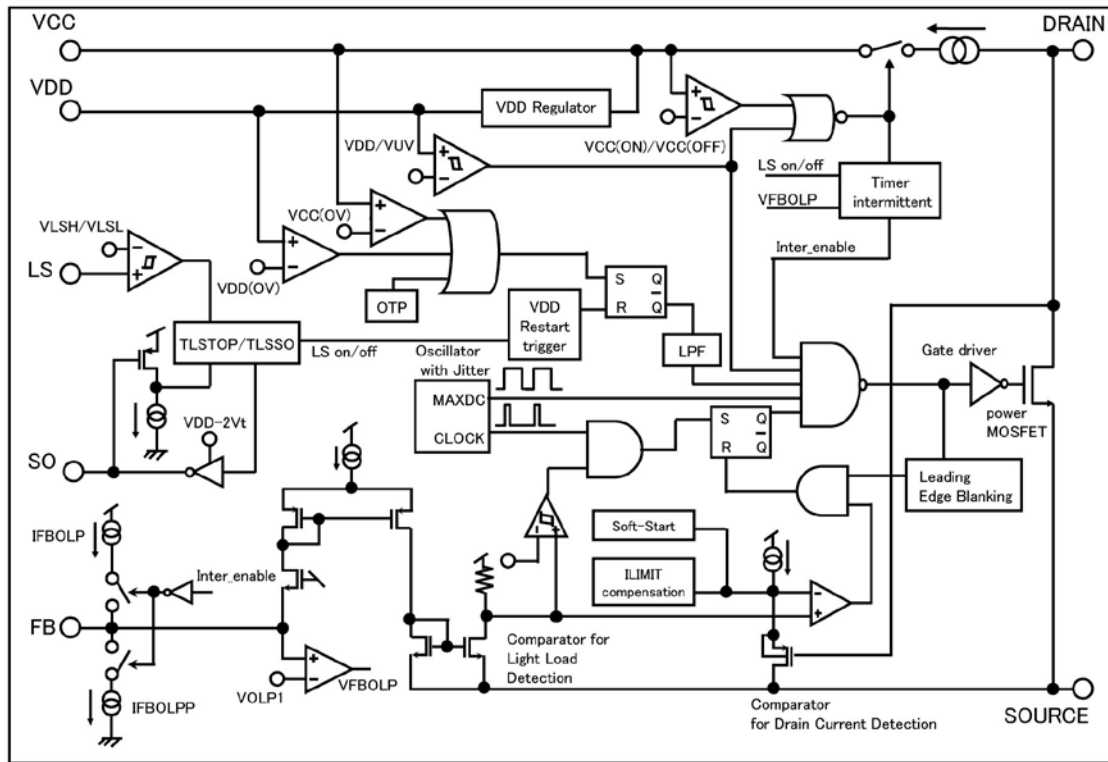 VCC
DRAIN
VDD
VDD Regulator
VDD/VUV
VCC(ON)/VCC(OFF)
LS on/off
VFBOLP
Timer
intermittent
VLSH/VLSL
VCC(OV)
LS
VDD(OV)
OTP
Inter_enable
S Q
R Q
VDD
Restart
trigger
TLSTOP/TLSSO
LS on/off
LPF
Oscillator
with Jitter
MAXDC
CLOCK
Gate driver
power
MOSFET
VDD-2Vt
S Q
R Q
SO
Leading
Edge Blanking
IFBOLP
Soft-Start
Inter_enable
ILIMIT
compensation
FB
Comparator for
Light Load
Detection
VOLP1
VFBOLP
IFBOLPP
Comparator
for Drain Current Detection
SOURCE